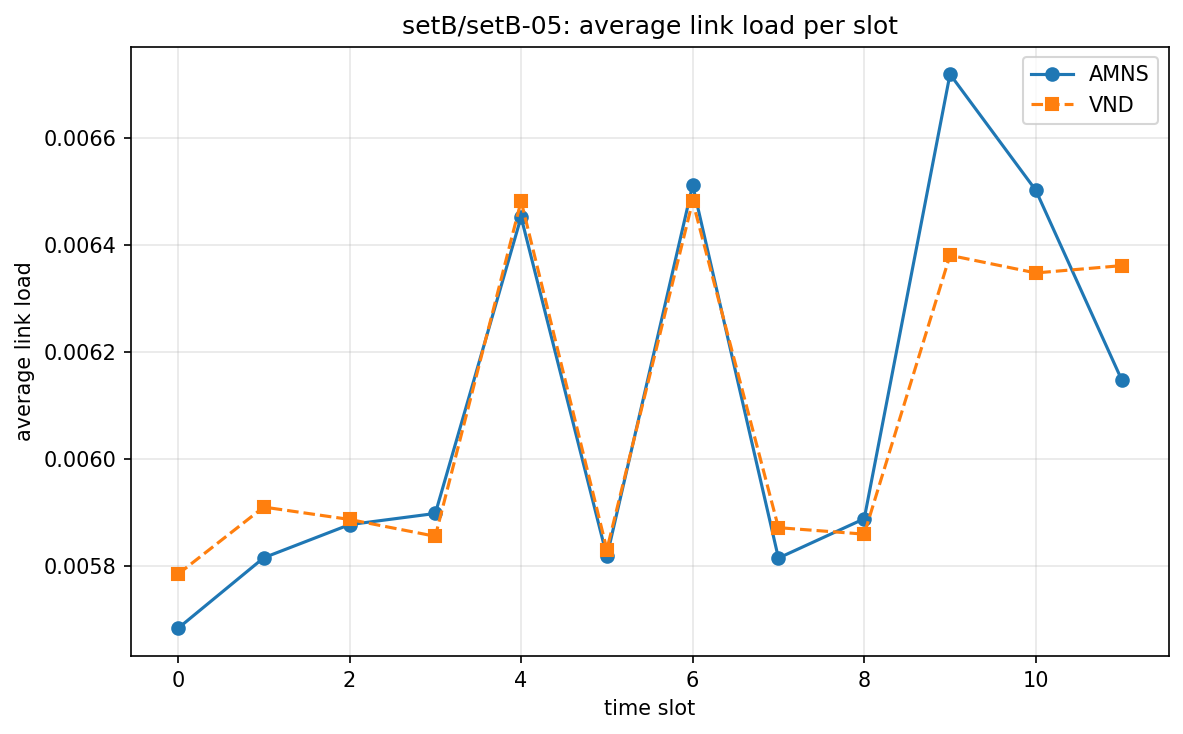 setB/setB-05: average link load per slot
AMNS
VND
0.0066
0.0064
0.0062
0.0060
0.0058
average link load
0 2 4 6 8 10
time slot